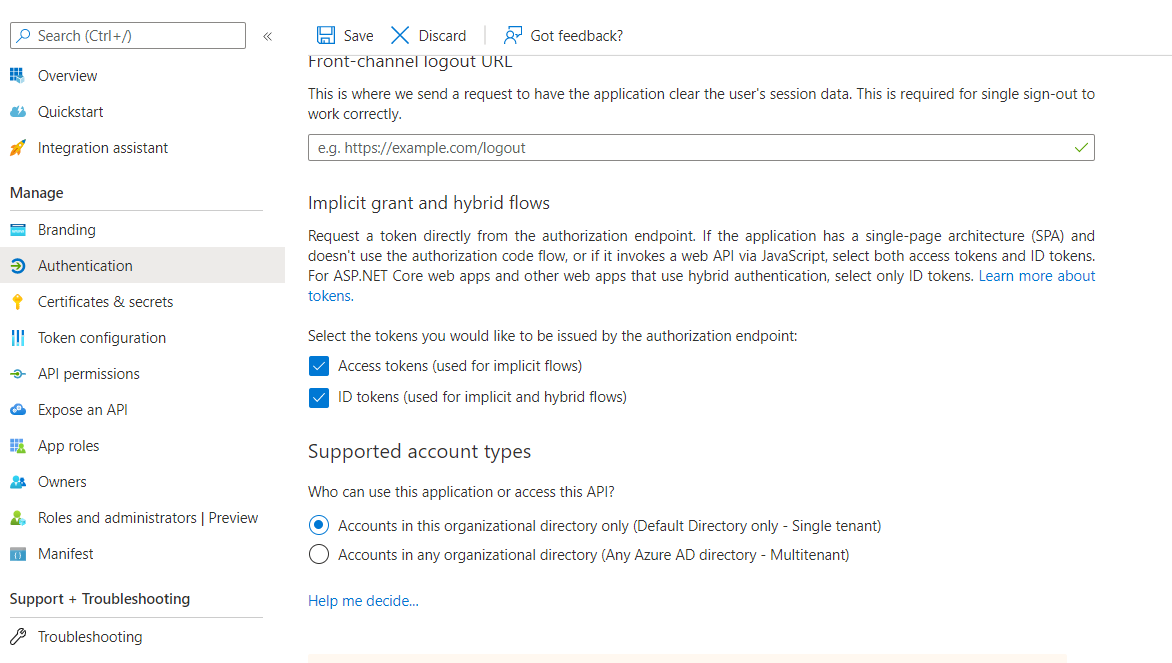 Search (Ctrl+/)
«
Save
Discard
Got feedback?
Overview
Quickstart
Integration assistant
Manage
Branding
Authentication
Certificates & secrets
Token configuration
API permissions
Expose an API
App roles
Owners
Roles and administrators | Preview
Manifest
Support + Troubleshooting
Troubleshooting
Front-channel logout URL
This is where we send a request to have the application clear the user's session data. This is required for single sign-out to
work correctly.
e.g. https://example.com/logout
Implicit grant and hybrid flows
Request a token directly from the authorization endpoint. If the application has a single-page architecture (SPA) and
doesn't use the authorization code flow, or if it invokes a web API via JavaScript, select both access tokens and ID tokens.
For ASP.NET Core web apps and other web apps that use hybrid authentication, select only ID tokens. Learn more about
tokens.
Select the tokens you would like to be issued by the authorization endpoint:
Access tokens (used for implicit flows)
ID tokens (used for implicit and hybrid flows)
Supported account types
Who can use this application or access this API?
Accounts in this organizational directory only (Default Directory only - Single tenant)
Accounts in any organizational directory (Any Azure AD directory - Multitenant)
Help me decide...